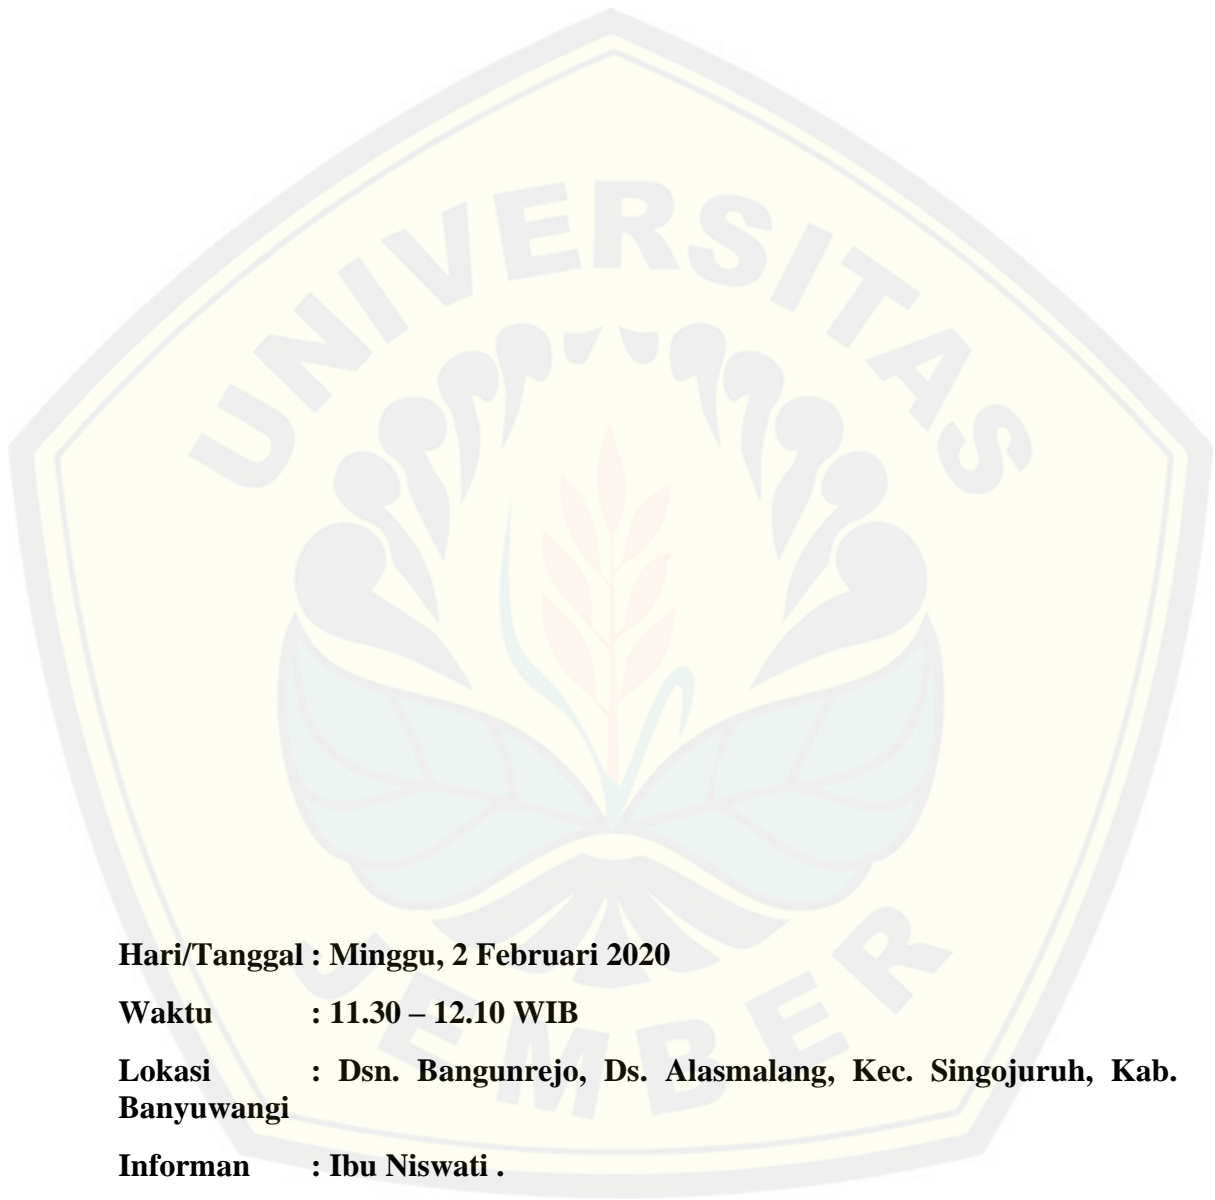 UNIVERSITAS
Hari/Tanggal : Minggu, 2 Februari 2020
Waktu : 11.30 – 12.10 WIB
Lokasi : Dsn. Bangunrejo, Ds. Alasmalang, Kec. Singojuruh, Kab.
Banyuwangi
Informan : Ibu Niswati .
JEMBER